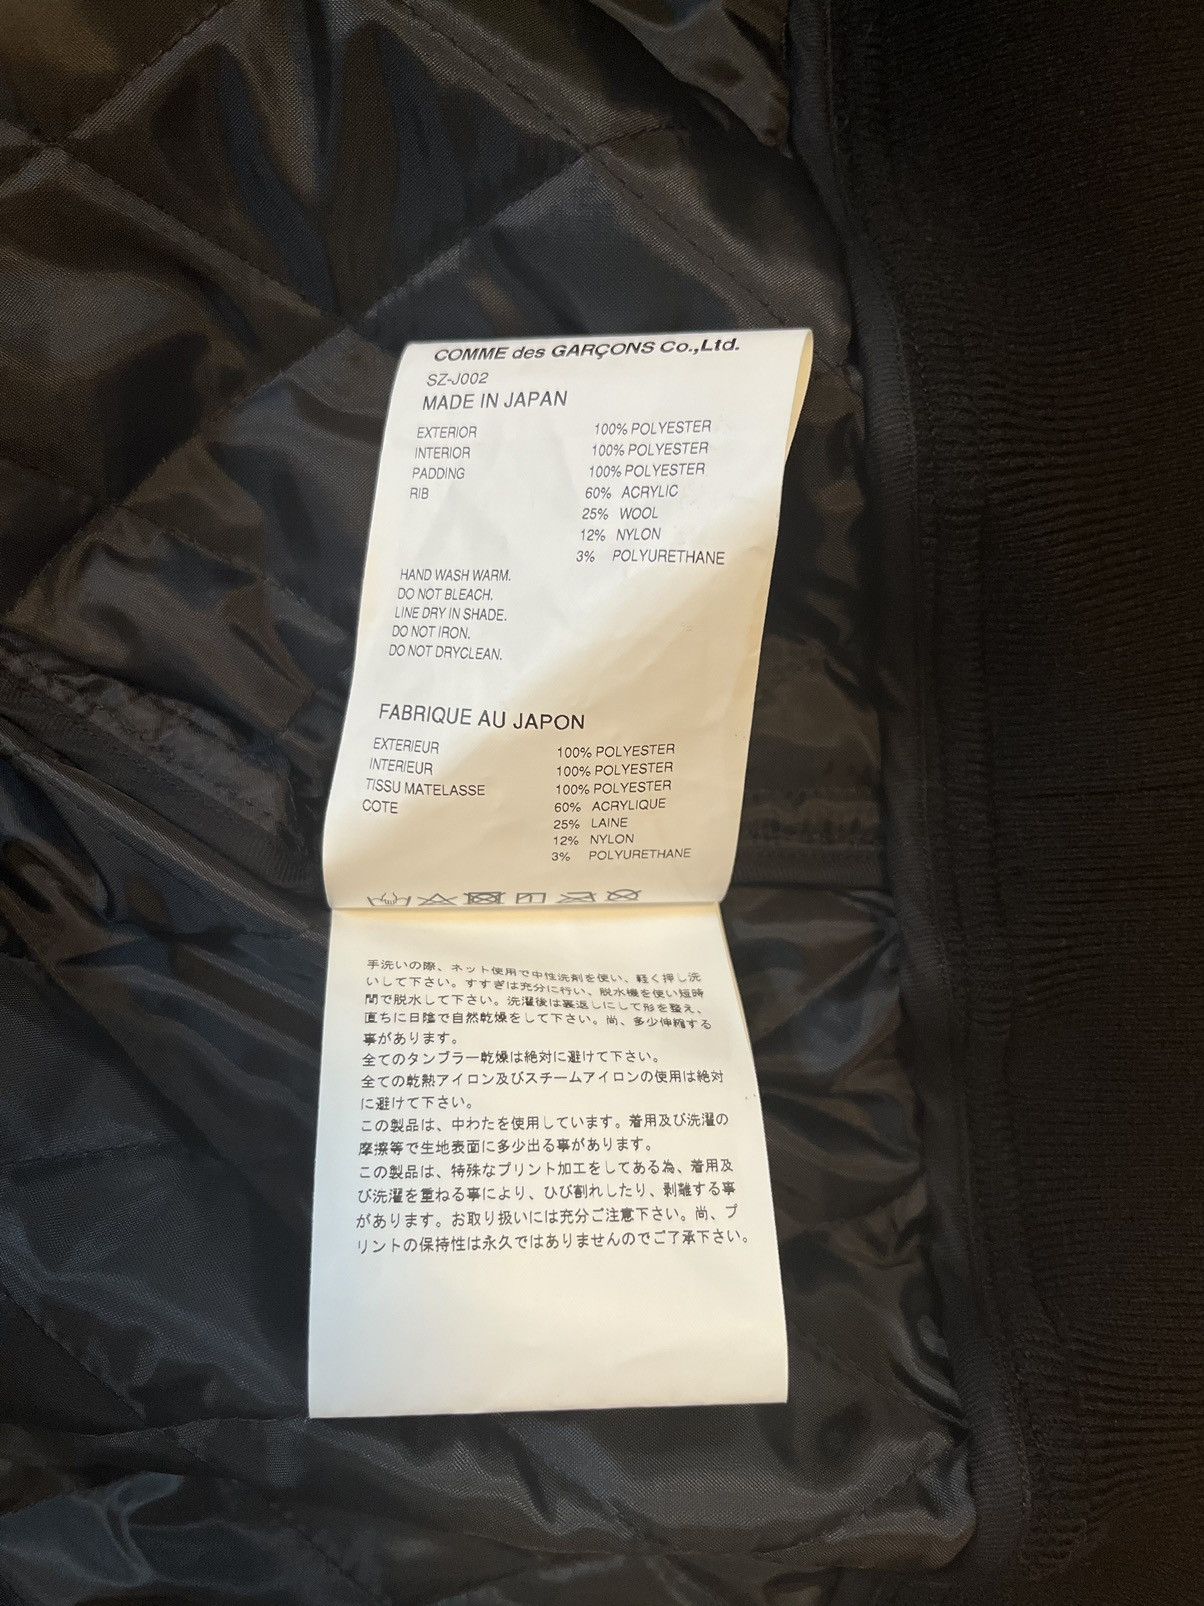 COMME des GARÇONS Co.,Ltd.
SZ-J002
MADE IN JAPAN
EXTERIOR 100% POLYESTER
INTERIOR 100% POLYESTER
PADDING 100% POLYESTER
RIB 60% ACRYLIC
25% WOOL
12% NYLON
3% POLYURETHANE
HAND WASH WARM.
DO NOT BLEACH.
LINE DRY IN SHADE.
DO NOT IRON.
DO NOT DRYCLEAN.
FABRIQUE AU JAPON
EXTERIEUR 100% POLYESTER
INTERIEUR 100% POLYESTER
TISSU MATELASSE 100% POLYESTER
COTE 60% ACRYLIQUE
25% LAINE
12% NYLON
3% POLYURETHANE
手洗いの際、ネット使用で中性洗剤を使い、軽く押し洗
いして下さい。すすぎは充分に行い、脱水機を使い短時
間で脱水して下さい。洗濯後は裏返しにして形を整え、
直ちに日陰で自然乾燥をして下さい。尚、多少伸縮する
事があります。
全てのタンブラー乾燥は絶対に避けて下さい。
全ての乾熱アイロン及びスチームアイロンの使用は絶対
に避けて下さい。
この製品は、中わたを使用しています。着用及び洗濯の
摩擦等で生地表面に多少出る事があります。
この製品は、特殊なプリント加工をしてある為、着用及
び洗濯を重ねる事により、ひび割れしたり、剥離する事
があります。お取り扱いには充分ご注意下さい。尚、プ
リントの保持性は永久ではありませんのでご了承下さい。